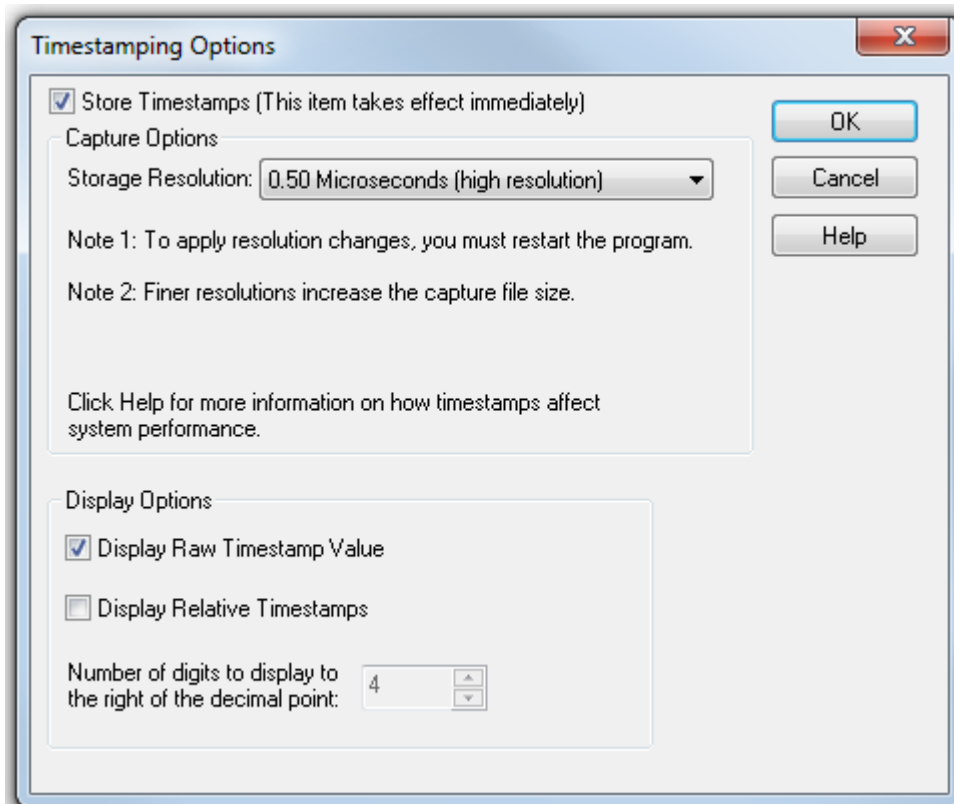 Timestamping Options
Store Timestamps (This item takes effect immediately)
OK
Capture Options
Storage Resolution: 0.50 Microseconds (high resolution)
Cancel
Note 1: To apply resolution changes, you must restart the program.
Help
Note 2: Finer resolutions increase the capture file size.
Click Help for more information on how timestamps affect
system performance.
Display Options
Display Raw Timestamp Value
Display Relative Timestamps
Number of digits to display to
the right of the decimal point:
4